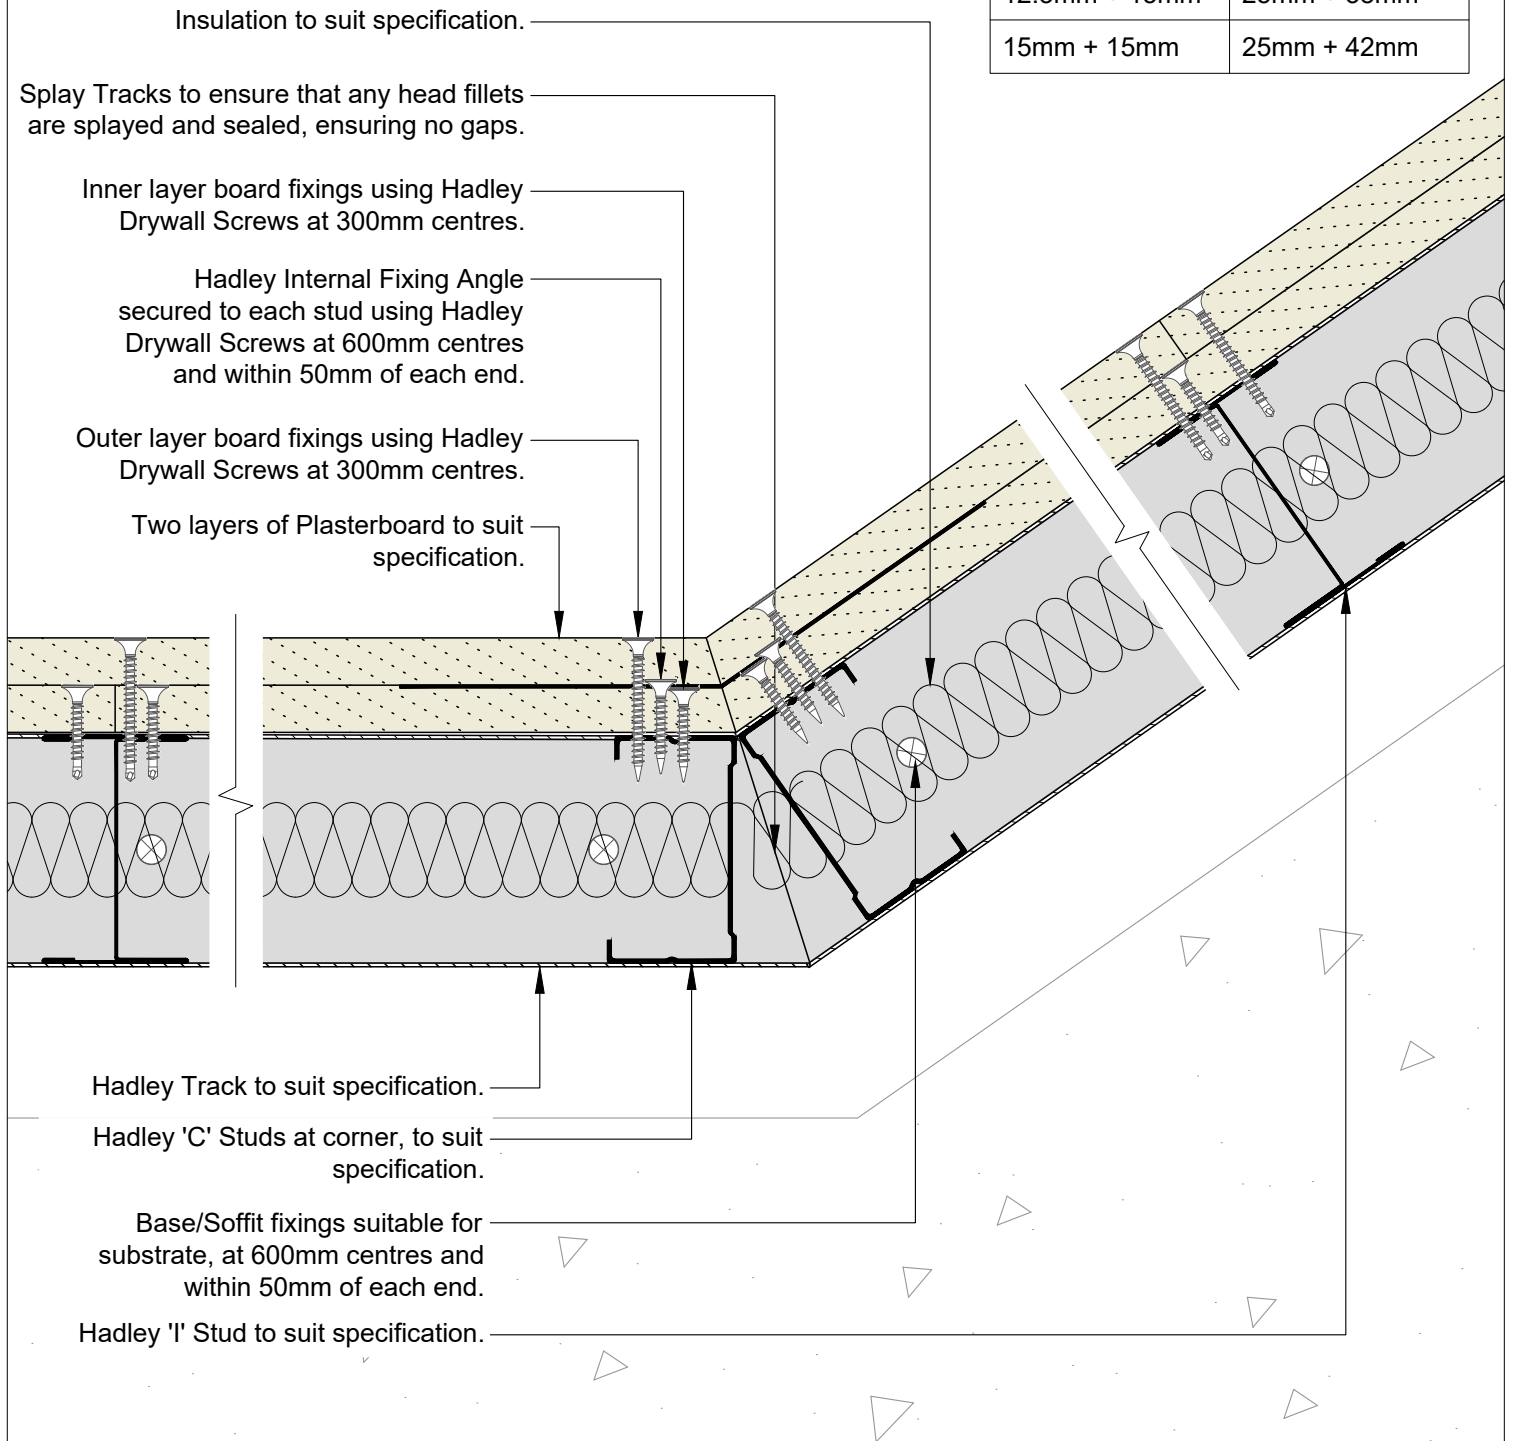 Insulation to suit specification.
15mm + 15mm 25mm + 42mm
Splay Tracks to ensure that any head fillets
are splayed and sealed, ensuring no gaps.
Inner layer board fixings using Hadley
Drywall Screws at 300mm centres.
Hadley Internal Fixing Angle
secured to each stud using Hadley
Drywall Screws at 600mm centres
and within 50mm of each end.
Outer layer board fixings using Hadley
Drywall Screws at 300mm centres.
Two layers of Plasterboard to suit
specification.
Hadley Track to suit specification.
Hadley 'C' Studs at corner, to suit
specification.
Base/Soffit fixings suitable for
substrate, at 600mm centres and
within 50mm of each end.
Hadley 'I' Stud to suit specification.